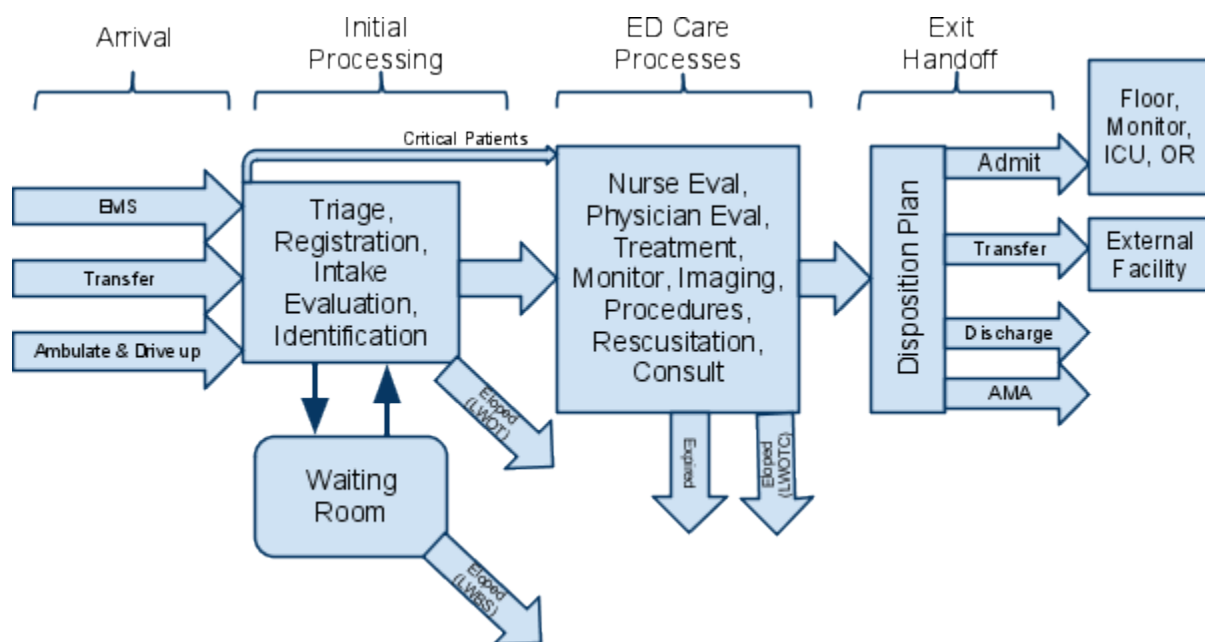 Arrival
Initial
Processing
ED Care
Processes
Exit
Handoff
Critical Patients
EMS
Transfer
Ambulate & Drive up
Triage,
Registration,
Intake
Evaluation,
Identification
Waiting
Room
Eloped
(LWOT)
Eloped
(LWBS)
Nurse Eval,
Physician Eval,
Treatment,
Monitor, Imaging,
Procedures,
Rescusitation,
Consult
Expired
Eloped
(LWOTC)
Disposition Plan
Admit
Transfer
Discharge
AMA
Floor,
Monitor,
ICU, OR
External
Facility